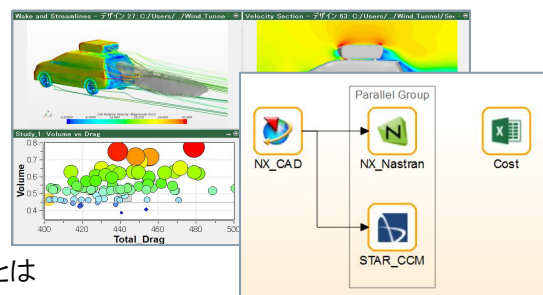 Wake and Streamlines - デザイン 27: C:/Users/../Wind_Tunne
Velocity Section - デザイン 63: C:/Users/../Wind_Tunnel/Se
Study_1: Volume vs Drag
Volume
0.8
0.7
0.6
0.5
0.4
400
420
440
460
480
500
Total_Drag
Parallel Group
NX_CAD
NX_Nastran
Cost
STAR_CCM
とは